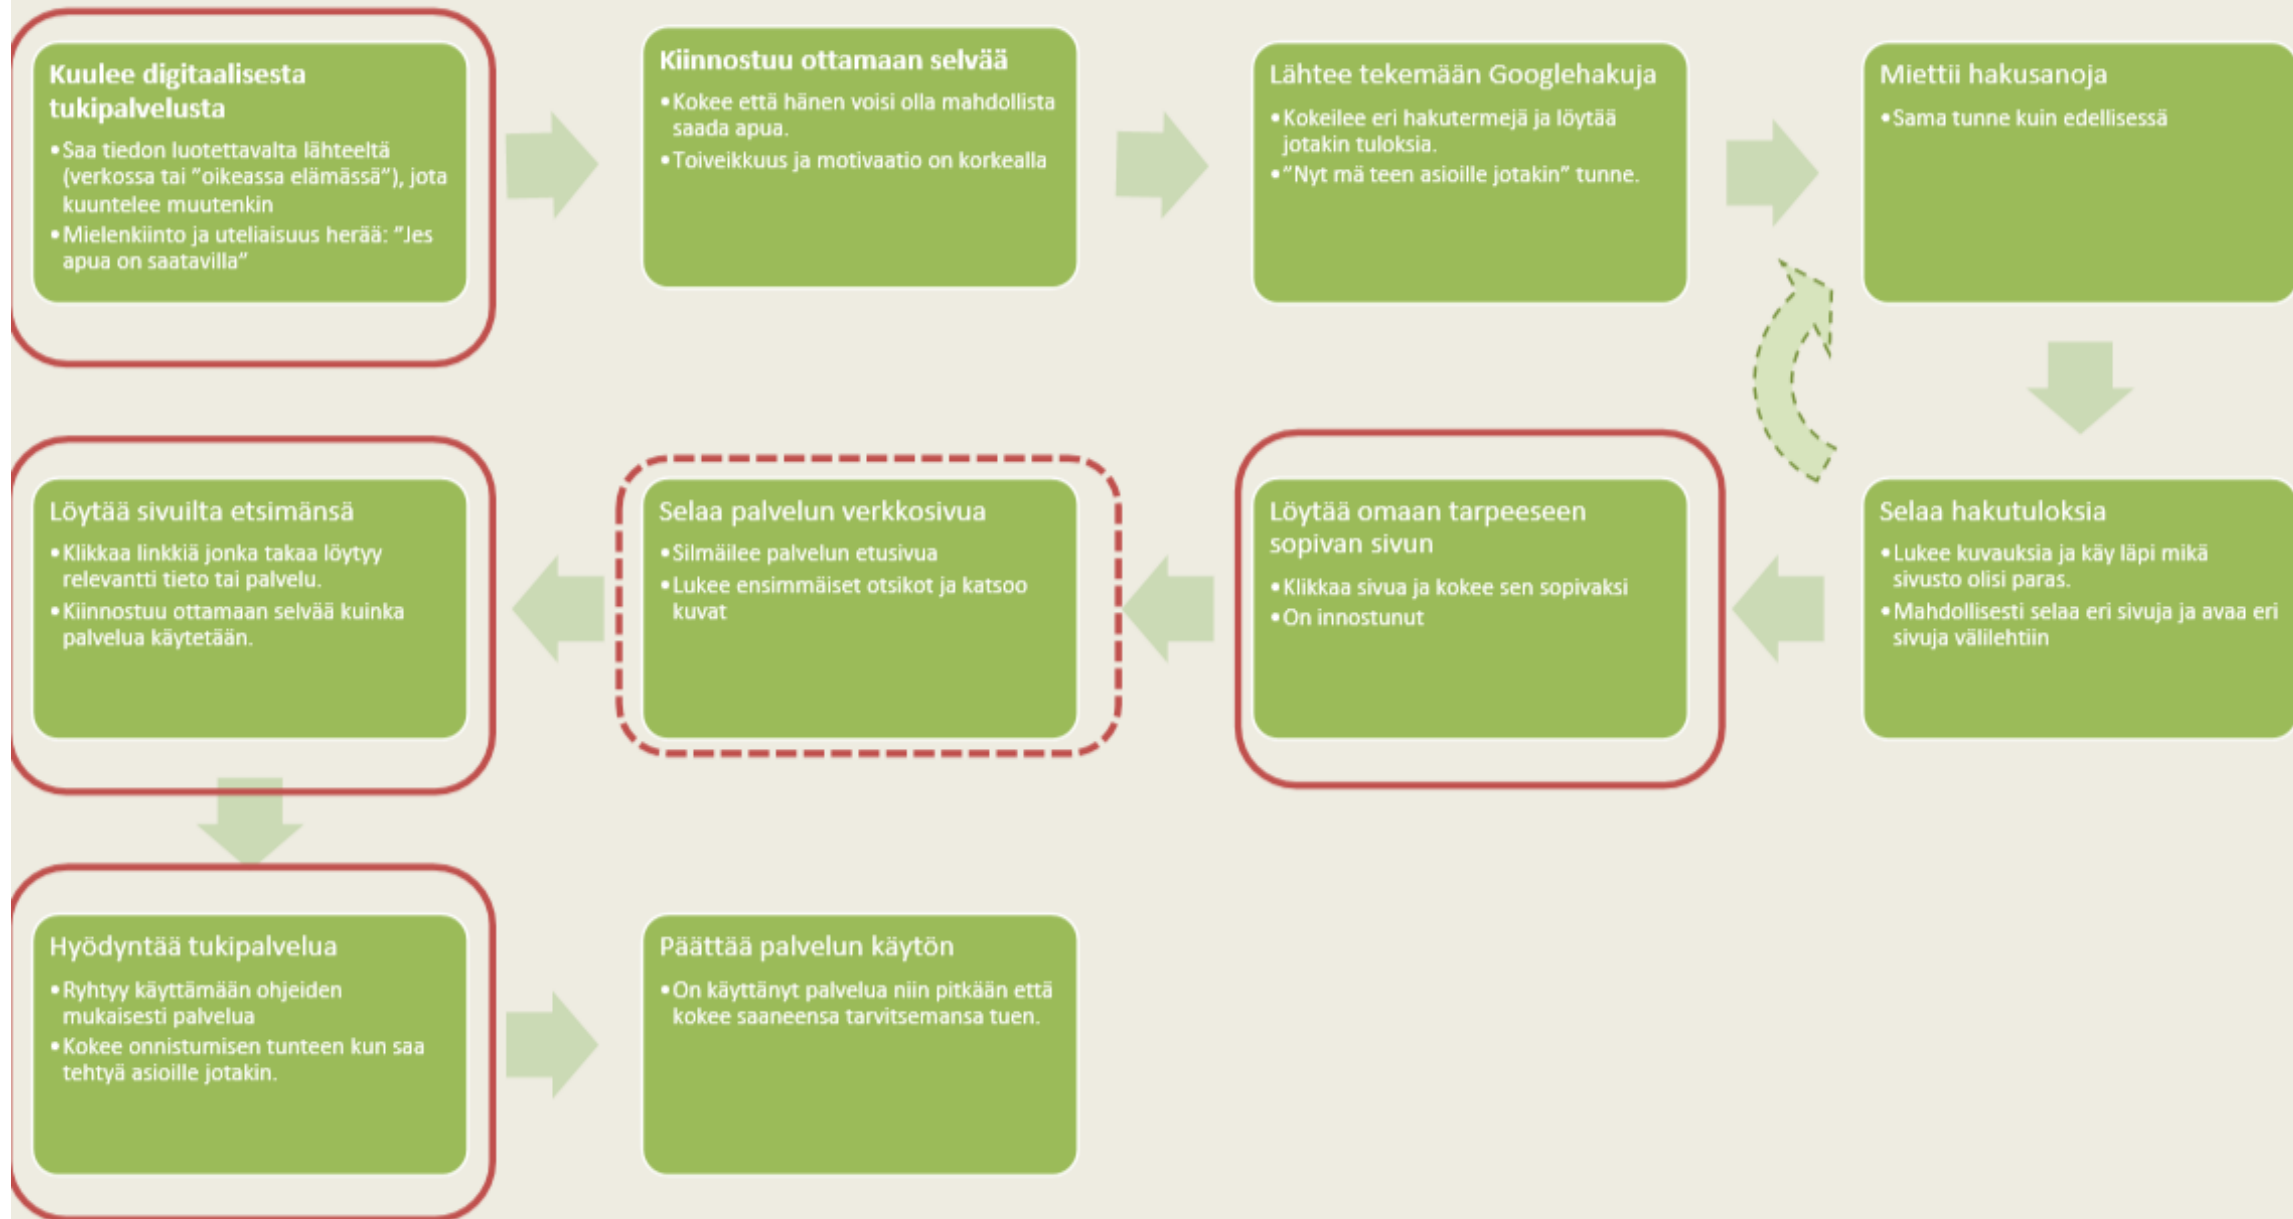 Kuulee digitaalisesta
tukipalvelusta
•Saa tiedon luotettavalta lähteeltä
(verkossa tai ”oikeassa elämässä”), jota
kuuntelee muutenkin
•Mielenkiinto ja uteliaisuus herää: ”Jes
apua on saatavilla”
Kiinnostuu ottamaan selvää
•Kokee että hänen voisi olla mahdollista
saada apua.
•Toiveikkuus ja motivaatio on korkealla
Lähtee tekemään Googlehakuja
•Kokeilee eri hakutermejä ja löytää
jotakin tuloksia.
•”Nyt mä teen asioille jotakin” tunne.
Miettii hakusanoja
•Sama tunne kuin edellisessä
Selaa hakutuloksia
•Lukee kuvauksia ja käy läpi mikä
sivusto olisi paras.
•Mahdollisesti selaa eri sivuja ja avaa eri
sivuja välilehtiin
Löytää omaan tarpeeseen
sopivan sivun
•Klikkaa sivua ja kokee sen sopivaksi
•On innostunut
Selaa palvelun verkkosivua
•Silmäilee palvelun etusivua
•Lukee ensimmäiset otsikot ja katsoo
kuvat
Löytää sivuilta etsimänsä
•Klikkaa linkkiä jonka takaa löytyy
relevantti tieto tai palvelu.
•Kiinnostuu ottamaan selvää kuinka
palvelua käytetään.
Hyödyntää tukipalvelua
•Ryhtyy käyttämään ohjeiden
mukaisesti palvelua
•Kokee onnistumisen tunteen kun saa
tehtyä asioille jotakin.
Päättää palvelun käytön
•On käyttänyt palvelua niin pitkään että
kokee saaneensa tarvitsemansa tuen.